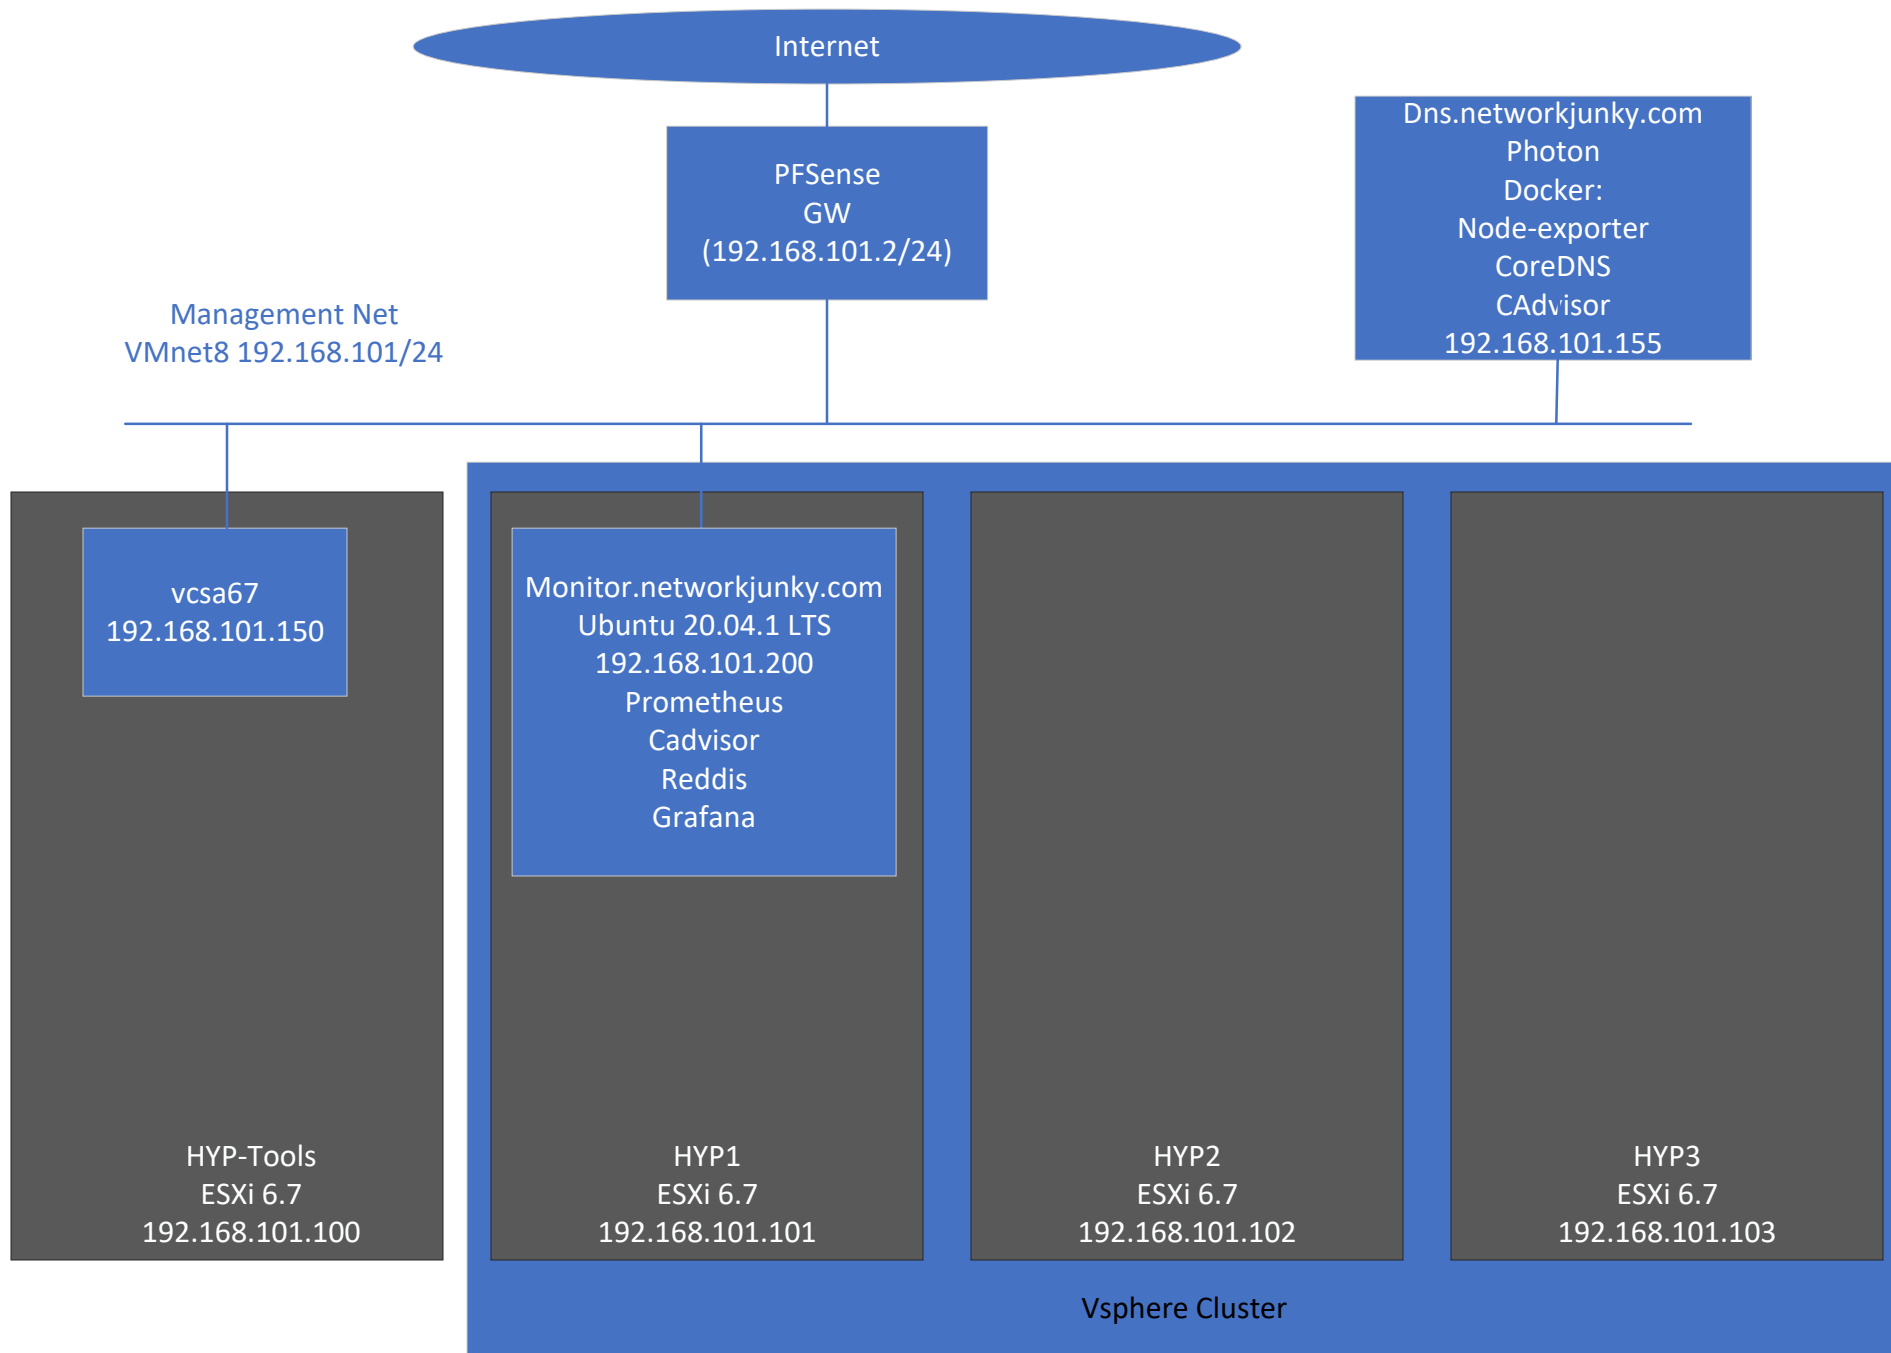 Internet
PFSense
GW
(192.168.101.2/24)
Dns.networkjunky.com
Photon
Docker:
Node-exporter
CoreDNS
CAdvisor
192.168.101.155
Management Net
VMnet8 192.168.101/24
vcsa67
192.168.101.150
Monitor.networkjunky.com
Ubuntu 20.04.1 LTS
192.168.101.200
Prometheus
Cadvisor
Reddis
Grafana
HYP-Tools
ESXi 6.7
192.168.101.100
HYP1
ESXi 6.7
192.168.101.101
HYP2
ESXi 6.7
192.168.101.102
HYP3
ESXi 6.7
192.168.101.103
Vsphere Cluster